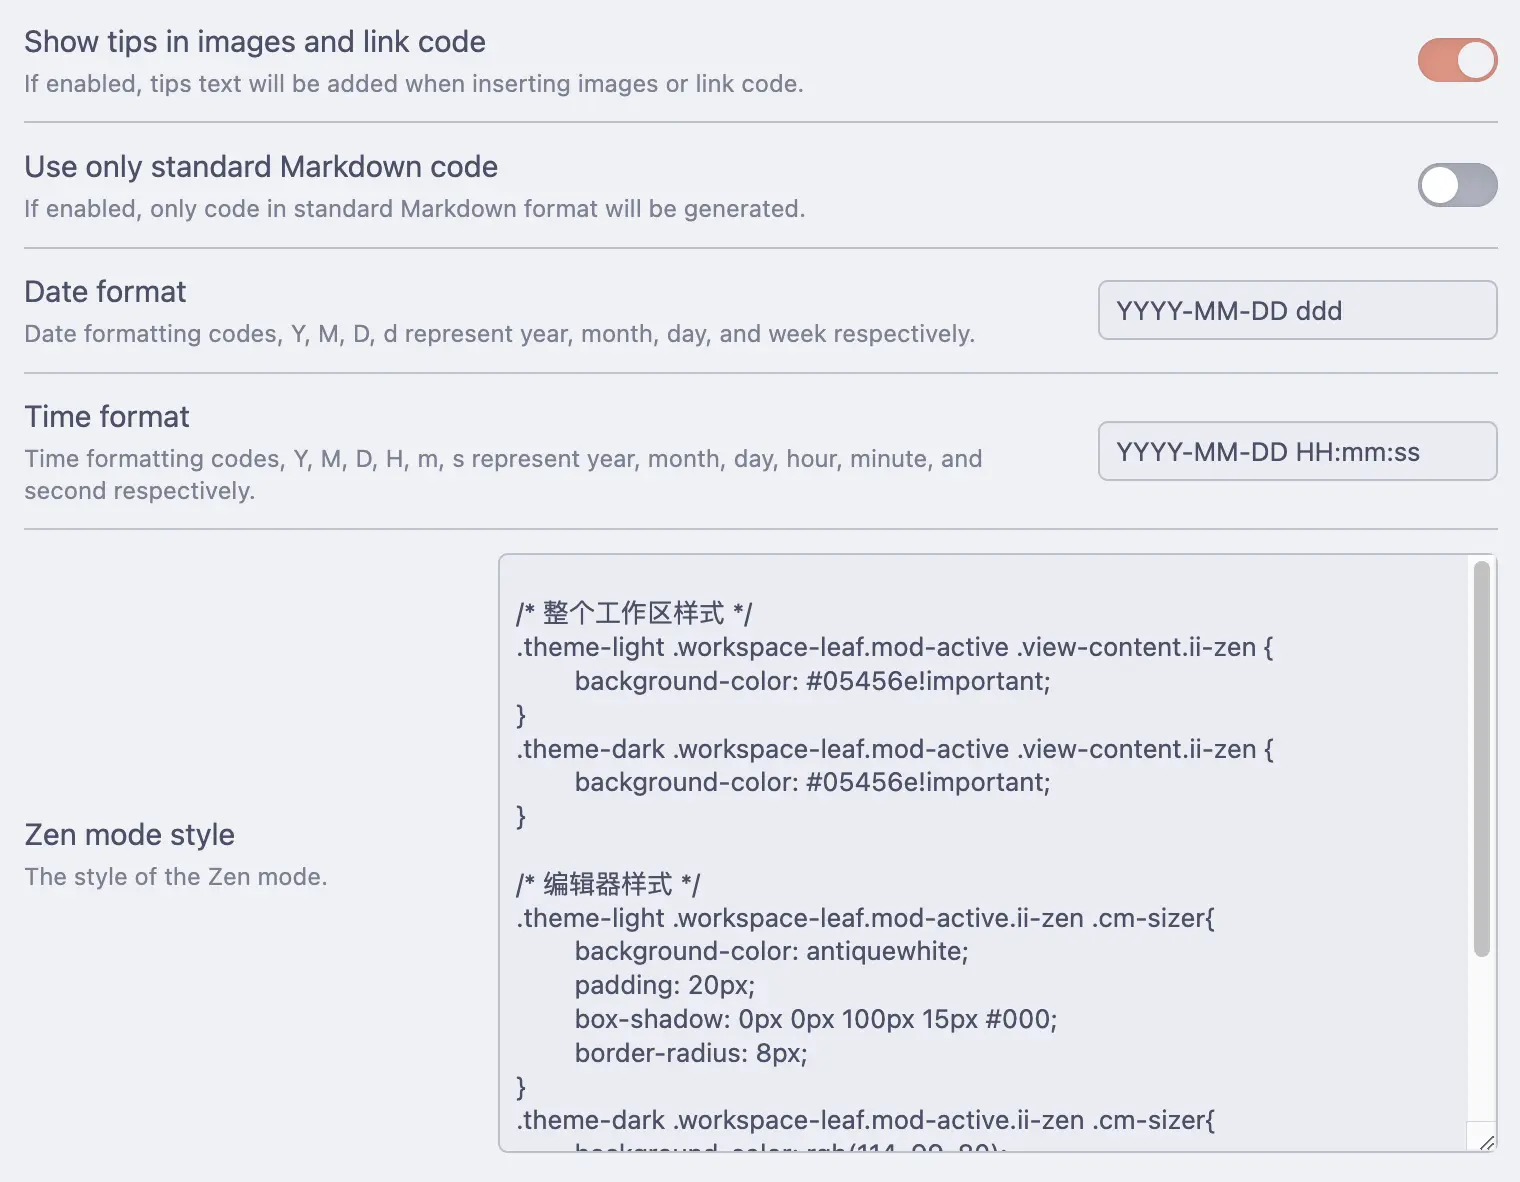 Show tips in images and link code
If enabled, tips text will be added when inserting images or link code.
Use only standard Markdown code
If enabled, only code in standard Markdown format will be generated.
Date format
Date formatting codes, Y, M, D, d represent year, month, day, and week respectively.
YYYY-MM-DD ddd
Time format
Time formatting codes, Y, M, D, H, m, s represent year, month, day, hour, minute, and
second respectively.
YYYY-MM-DD HH:mm:ss
Zen mode style
The style of the Zen mode.
/* 整个工作区样式 */
.theme-light .workspace-leaf.mod-active .view-content.ii-zen {
background-color: #05456e!important;
}
.theme-dark .workspace-leaf.mod-active .view-content.ii-zen {
background-color: #05456e!important;
}
/* 编辑器样式 */
.theme-light .workspace-leaf.mod-active.ii-zen .cm-sizer{
background-color: antiquewhite;
padding: 20px;
box-shadow: 0px 0px 100px 15px #000;
border-radius: 8px;
}
.theme-dark .workspace-leaf.mod-active.ii-zen .cm-sizer{
background-color: